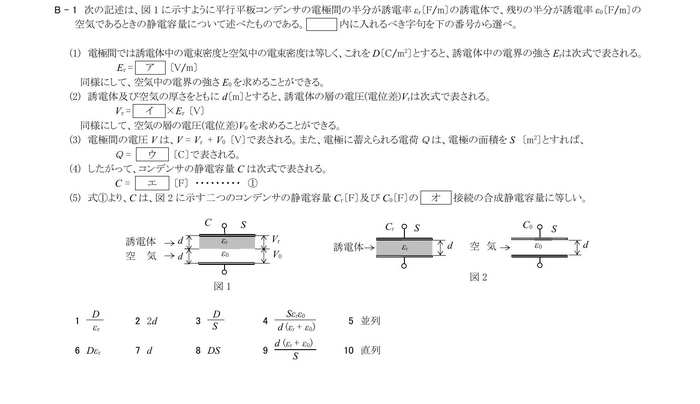 B－1 次の記述は、図1に示すように平行平板コンデンサの電極間の半分が誘電率εr[F/m]の誘電体で、残りの半分が誘電率ε0[F/m]の
空気であるときの静電容量について述べたものである。 内に入れるべき字句を下の番号から選べ。
(1) 電極間では誘電体中の電束密度と空気中の電束密度は等しく、これをD[C/m²]とすると、誘電体中の電界の強さErは次式で表される。
Er＝ ア [V/m]
同様にして、空気中の電界の強さE0を求めることができる。
(2) 誘電体及び空気の厚さをともにd[m]とすると、誘電体の層の電圧(電位差)Vrは次式で表される。
Vr＝ イ ×Er [V]
同様にして、空気の層の電圧(電位差)V0を求めることができる。
(3) 電極間の電圧Vは、V＝Vr＋V0 [V]で表される。また、電極に蓄えられる電荷Qは、電極の面積をS [m²]とすれば、
Q＝ ウ [C]で表される。
(4) したがって、コンデンサの静電容量Cは次式で表される。
C＝ エ [F] ・・・・・・・・・ ①
(5) 式①より、Cは、図2に示す二つのコンデンサの静電容量Cr[F]及びC0[F]の オ 接続の合成静電容量に等しい。
C S
誘電体 → d εr Vr
空 気 → d ε0 V0
図1
Cr S
誘電体→ εr d
C0 S
空 気 → ε0 d
図2
1 D/εr 2 2d 3 D/S 4 Sεrε0/d(εr＋ε0) 5 並列
6 Dεr 7 d 8 DS 9 d(εr＋ε0)/S 10 直列